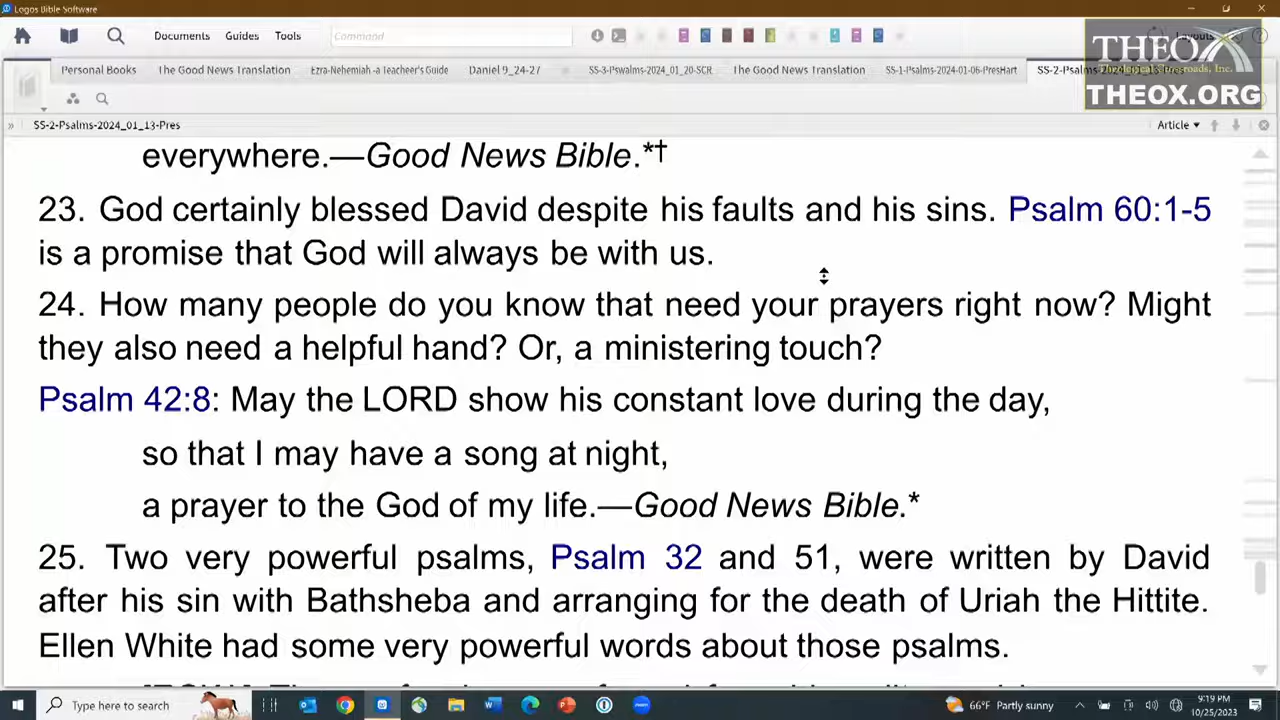 Logos Bible Software
Documents Guides Tools Command Layouts
THEOX
Theological Crossroads, Inc.
THEOX.ORG
Personal Books The Good News Translation Ezra-Nehemiah - Teacher's Guide Daniel 9_24-27 SS-3-Pswalms-2024_01_20-SCR The Good News Translation SS-1-Psalms-2024-01-06-PresHart SS-2-Psalms
SS-2-Psalms-2024_01_13-Pres Article
everywhere.—Good News Bible.*†
23. God certainly blessed David despite his faults and his sins. Psalm 60:1-5
is a promise that God will always be with us.
24. How many people do you know that need your prayers right now? Might
they also need a helpful hand? Or, a ministering touch?
Psalm 42:8: May the LORD show his constant love during the day,
so that I may have a song at night,
a prayer to the God of my life.—Good News Bible.*
25. Two very powerful psalms, Psalm 32 and 51, were written by David
after his sin with Bathsheba and arranging for the death of Uriah the Hittite.
Ellen White had some very powerful words about those psalms.
Type here to search
66°F Partly sunny
9:19 PM
10/25/2023